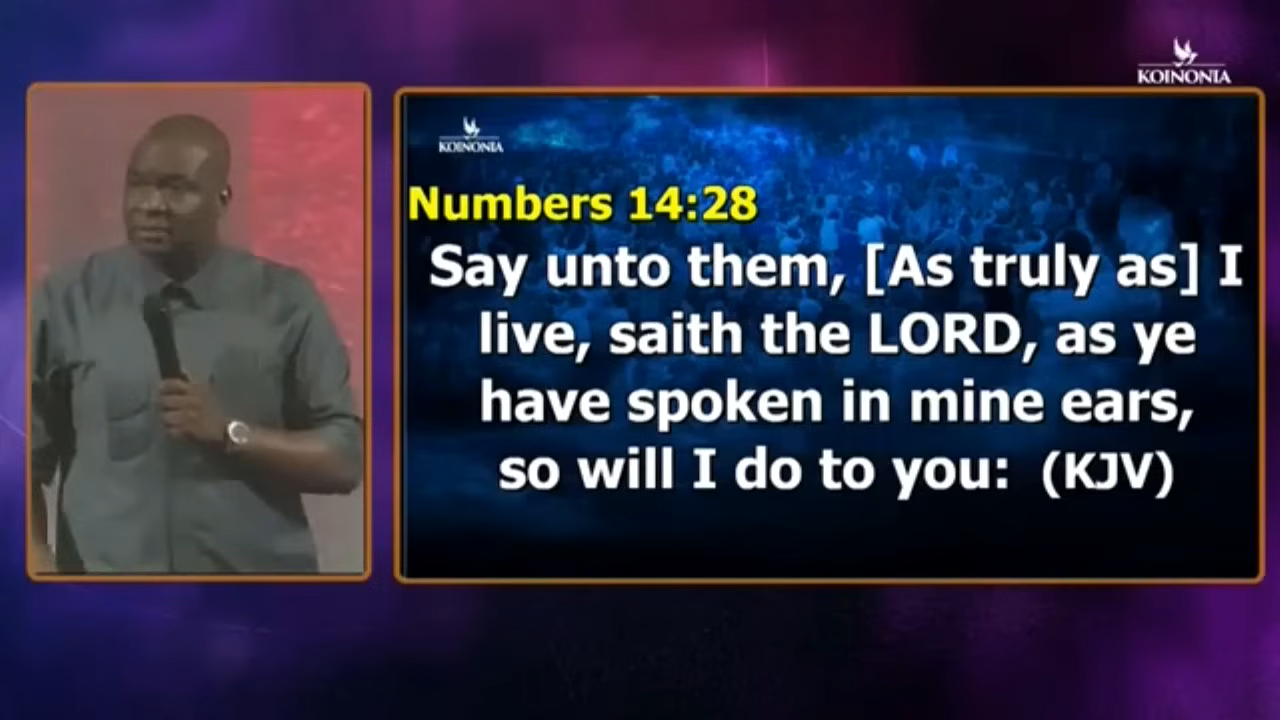 KOINONIA
KOINONIA
Numbers 14:28
Say unto them, [As truly as] I
live, saith the LORD, as ye
have spoken in mine ears,
so will I do to you: (KJV)